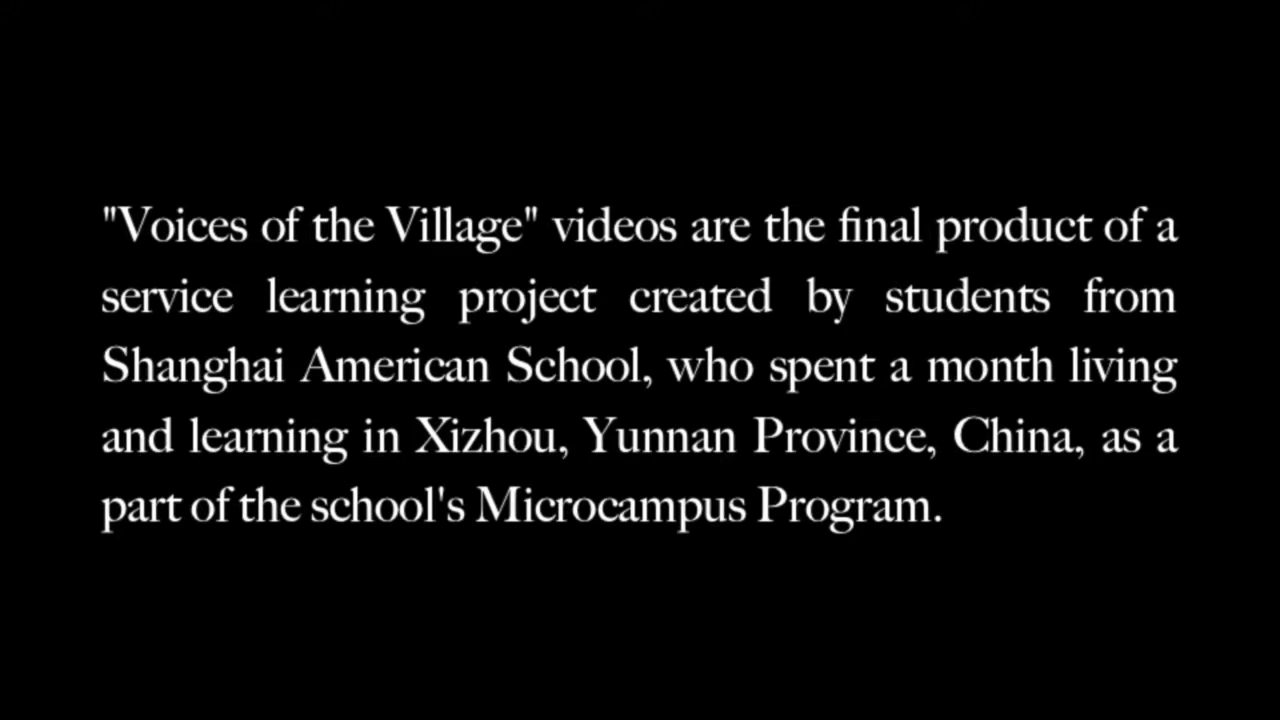 "Voices of the Village" videos are the final product of a
service learning project created by students from
Shanghai American School, who spent a month living
and learning in Xizhou, Yunnan Province, China, as a
part of the school's Microcampus Program.